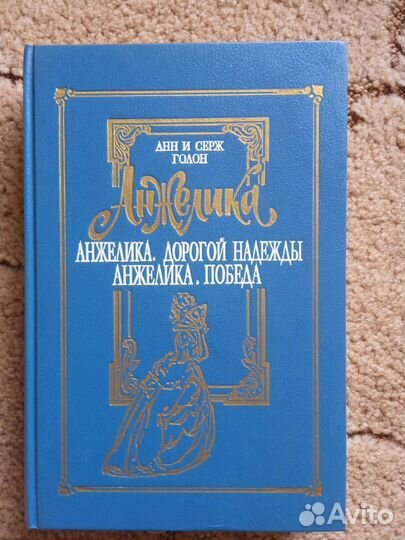 АНН И СЕРЖ
ГОЛОН
Анжелика
АНЖЕЛИКА. ДОРОГОЙ НАДЕЖДЫ
АНЖЕЛИКА. ПОБЕДА
Avito